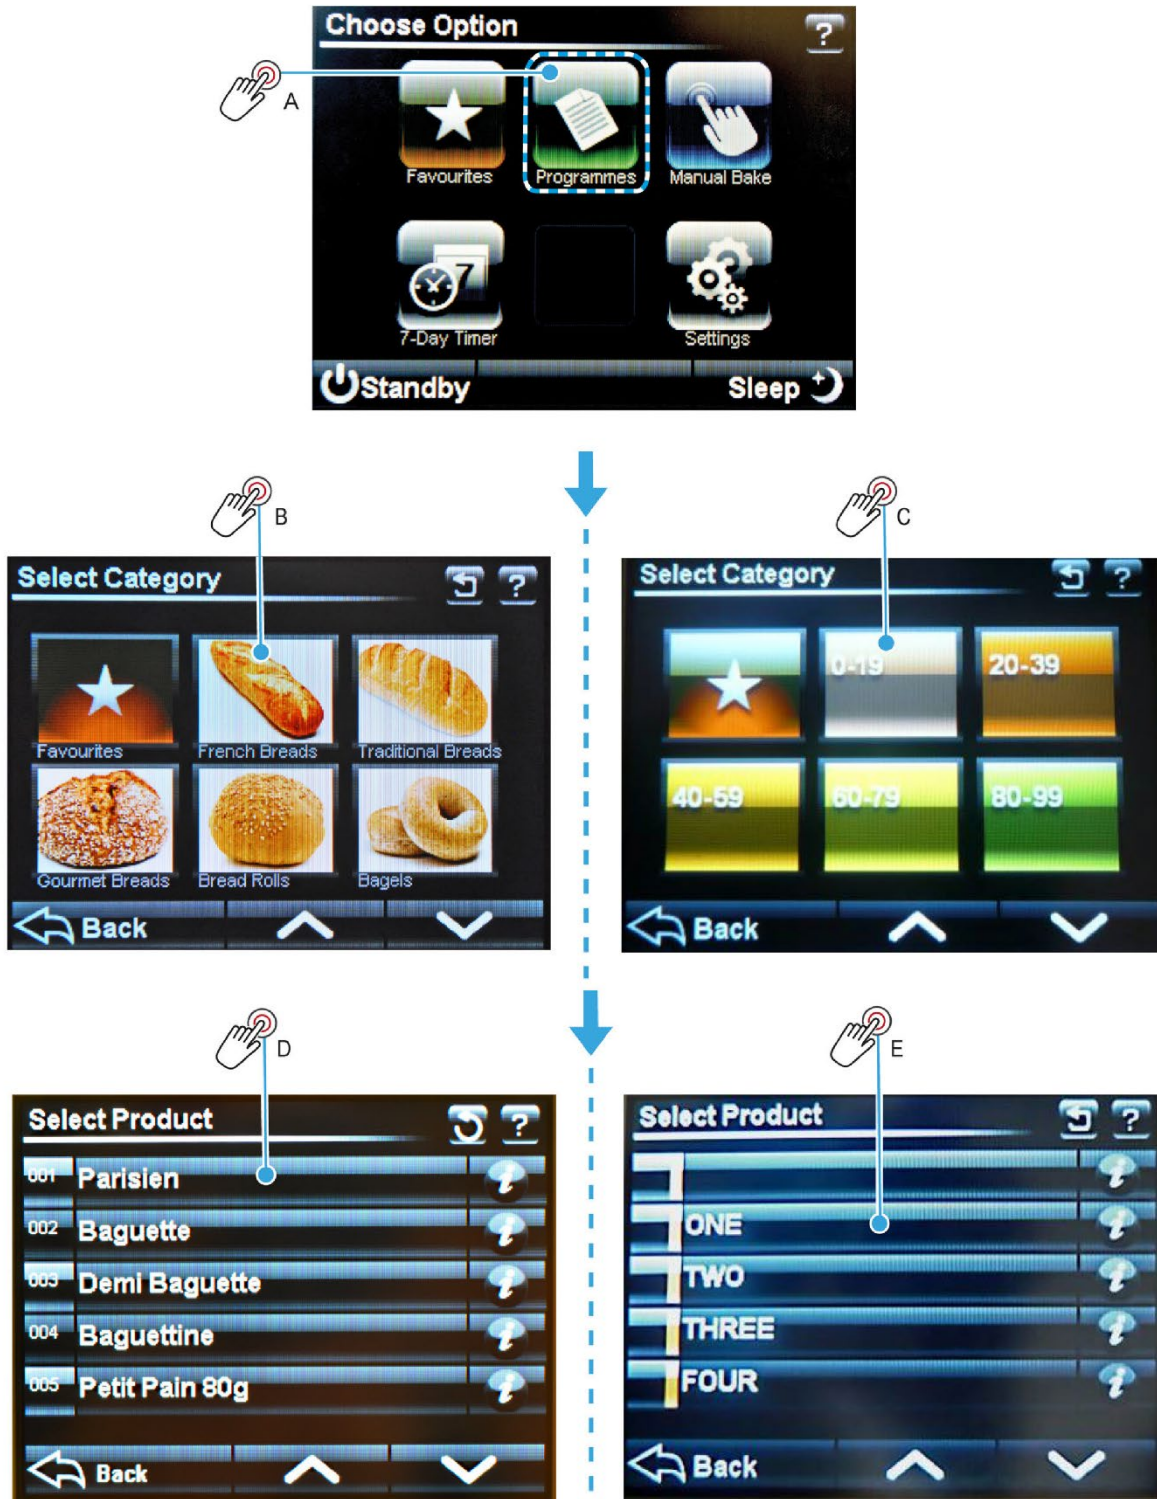 Choose Option
?
A
Favourites Programmes Manual Bake
7
7-Day Timer Settings
Standby Sleep
B
Select Category
?
Favourites French Breads Traditional Breads
Gourmet Breads Bread Rolls Bagels
Back
C
Select Category
?
0-19 20-39
40-59 60-79 80-99
Back
D
Select Product
?
001 Parisien i
002 Baguette i
003 Demi Baguette i
004 Baguettine i
005 Petit Pain 80g i
Back
E
Select Product
?
i
ONE i
TWO i
THREE i
FOUR i
Back